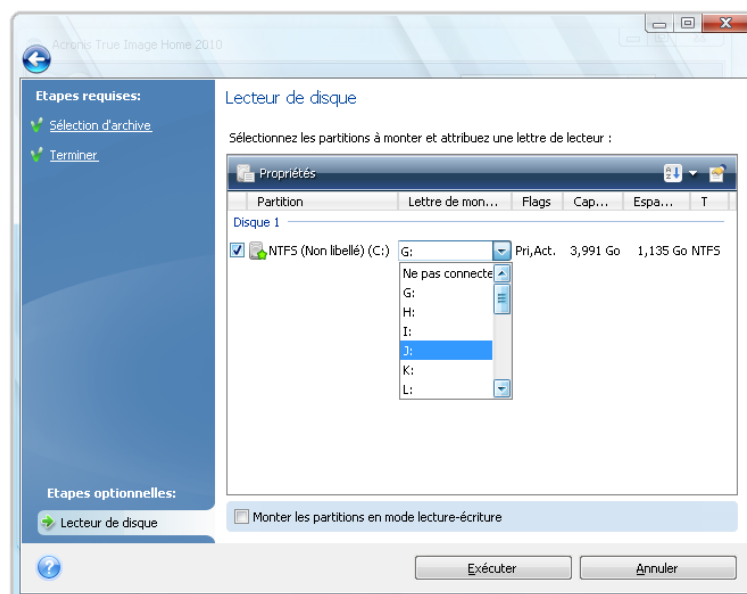 Acronis True Image Home 2010
Etapes requises:
Sélection d'archive
Terminer
Lecteur de disque
Sélectionnez les partitions à monter et attribuez une lettre de lecteur :
Propriétés
Partition Lettre de mon... Flags Cap... Espa... T
Disque 1
NTFS (Non libellé) (C:) G: Pri,Act. 3,991 Go 1,135 Go NTFS
Ne pas connecte
G:
H:
I:
J:
K:
L:
Etapes optionnelles:
Lecteur de disque
Monter les partitions en mode lecture-écriture
Exécuter Annuler